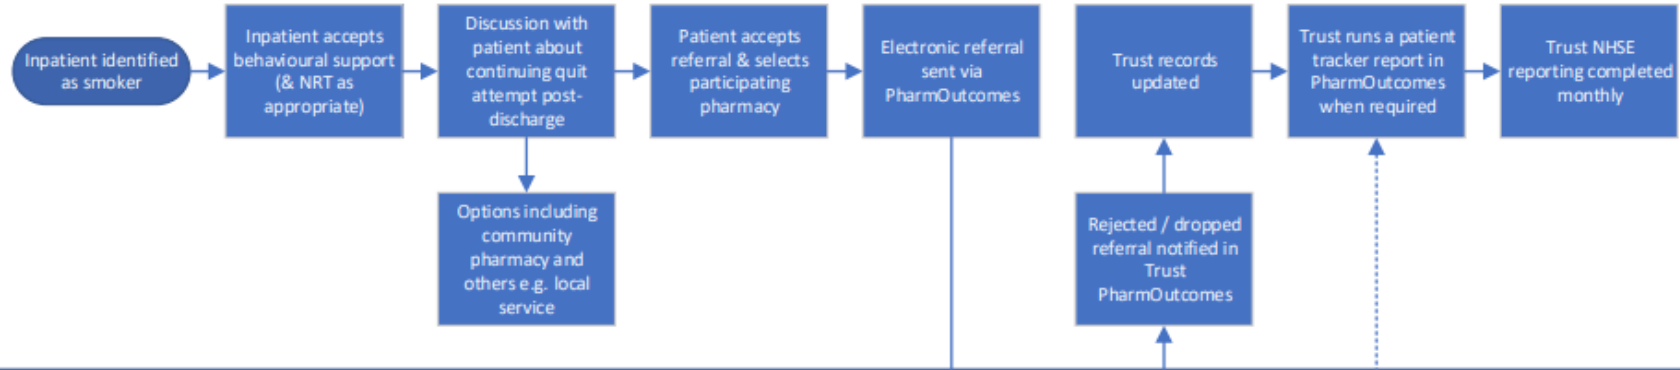 Inpatient identified
as smoker
Inpatient accepts
behavioural support
(& NRT as
appropriate)
Discussion with
patient about
continuing quit
attempt post-
discharge
Patient accepts
referral & selects
participating
pharmacy
Electronic referral
sent via
PharmOutcomes
Trust records
updated
Trust runs a patient
tracker report in
PharmOutcomes
when required
Trust NHSE
reporting completed
monthly
Options including
community
pharmacy and
others e.g. local
service
Rejected / dropped
referral notified in
Trust
PharmOutcomes